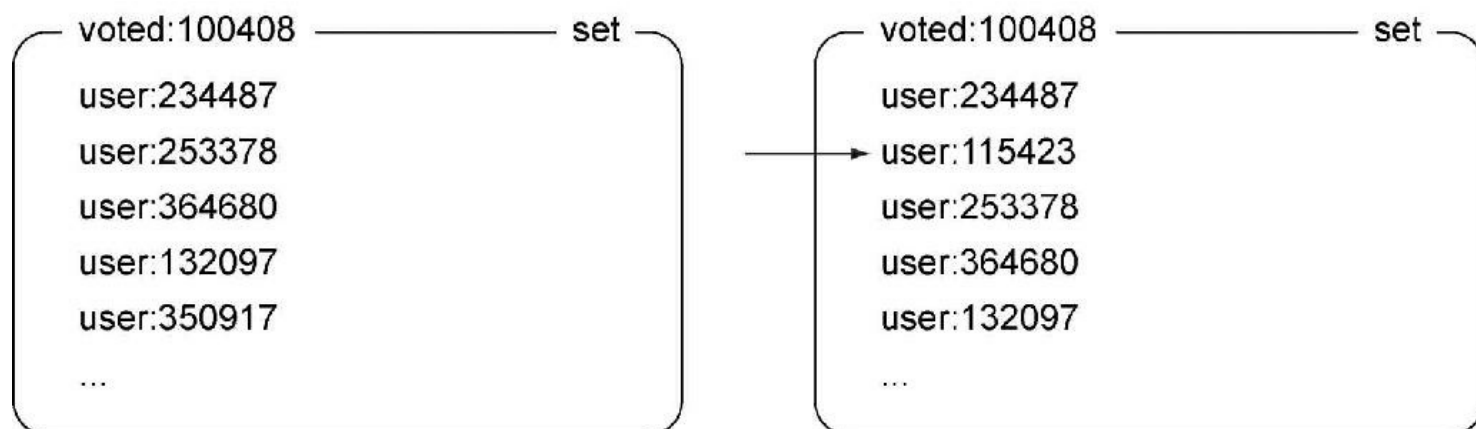 voted:100408 set
user:234487
user:253378
user:364680
user:132097
user:350917
...
voted:100408 set
user:234487
user:115423
user:253378
user:364680
user:132097
...